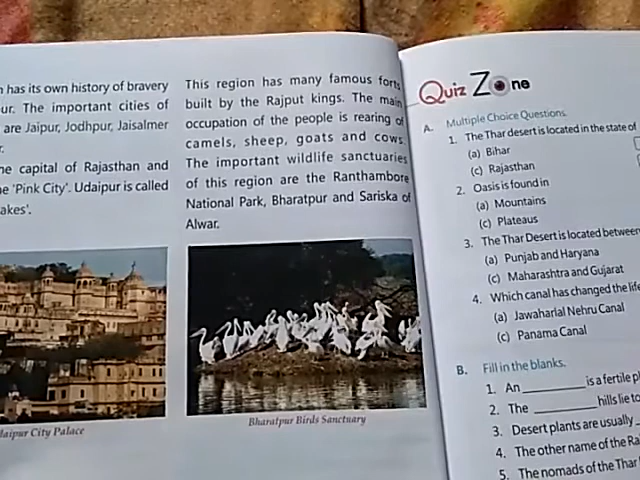 has its own history of bravery
ur. The important cities of
are Jaipur, Jodhpur, Jaisalmer
he capital of Rajasthan and
he 'Pink City'. Udaipur is called
akes'.
daipur City Palace
This region has many famous forts
built by the Rajput kings. The main
occupation of the people is rearing of
camels, sheep, goats and cows.
The important wildlife sanctuaries
of this region are the Ranthambore
National Park, Bharatpur and Sariska of
Alwar.
Bharatpur Birds Sanctuary
Quiz Zone
A. Multiple Choice Questions.
1. The Thar desert is located in the state of
(a) Bihar
(c) Rajasthan
2. Oasis is found in
(a) Mountains
(c) Plateaus
3. The Thar Desert is located between
(a) Punjab and Haryana
(c) Maharashtra and Gujarat
4. Which canal has changed the life
(a) Jawaharlal Nehru Canal
(c) Panama Canal
B. Fill in the blanks.
1. An __________ is a fertile pl
2. The __________ hills lie to
3. Desert plants are usually
4. The other name of the Ra
5. The nomads of the Thar